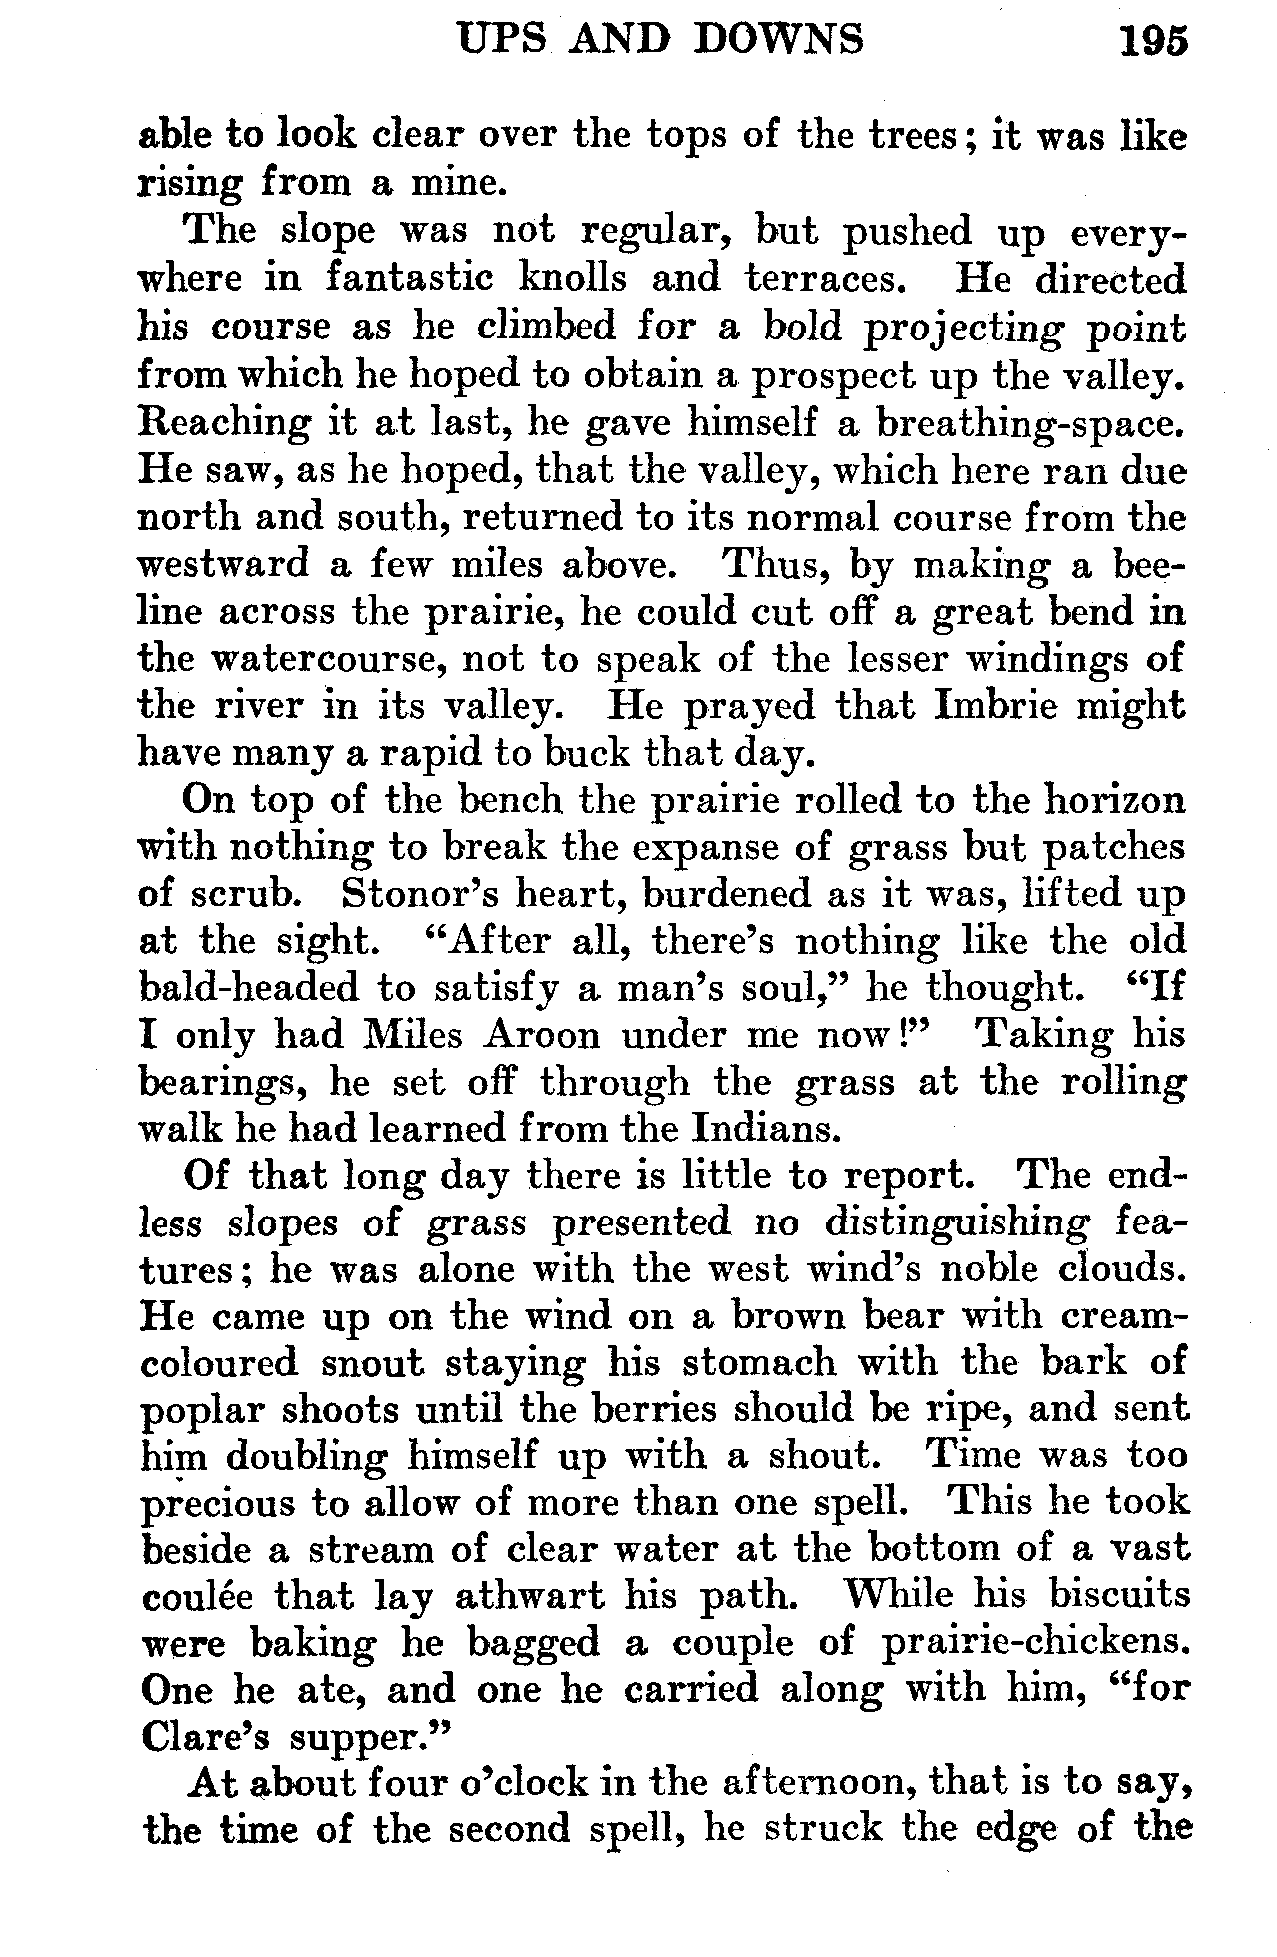 UPS AND DOWNS 195
able to look clear over the tops of the trees; it was like
rising from a mine.
The slope was not regular, but pushed up every-
where in fantastic knolls and terraces. He directed
his course as he climbed for a bold projecting point
from which he hoped to obtain a prospect up the valley.
Reaching it at last, he gave himself a breathing-space.
He saw, as he hoped, that the valley, which here ran due
north and south, returned to its normal course from the
westward a few miles above. Thus, by making a bee-
line across the prairie, he could cut off a great bend in
the watercourse, not to speak of the lesser windings of
the river in its valley. He prayed that Imbrie might
have many a rapid to buck that day.
On top of the bench the prairie rolled to the horizon
with nothing to break the expanse of grass but patches
of scrub. Stonor's heart, burdened as it was, lifted up
at the sight. “After all, there's nothing like the old
bald-headed to satisfy a man's soul,” he thought. “If
I only had Miles Aroon under me now!” Taking his
bearings, he set off through the grass at the rolling
walk he had learned from the Indians.
Of that long day there is little to report. The end-
less slopes of grass presented no distinguishing fea-
tures; he was alone with the west wind's noble clouds.
He came up on the wind on a brown bear with cream-
coloured snout staying his stomach with the bark of
poplar shoots until the berries should be ripe, and sent
him doubling himself up with a shout. Time was too
precious to allow of more than one spell. This he took
beside a stream of clear water at the bottom of a vast
coulée that lay athwart his path. While his biscuits
were baking he bagged a couple of prairie-chickens.
One he ate, and one he carried along with him, “for
Clare's supper.”
At about four o'clock in the afternoon, that is to say,
the time of the second spell, he struck the edge of the